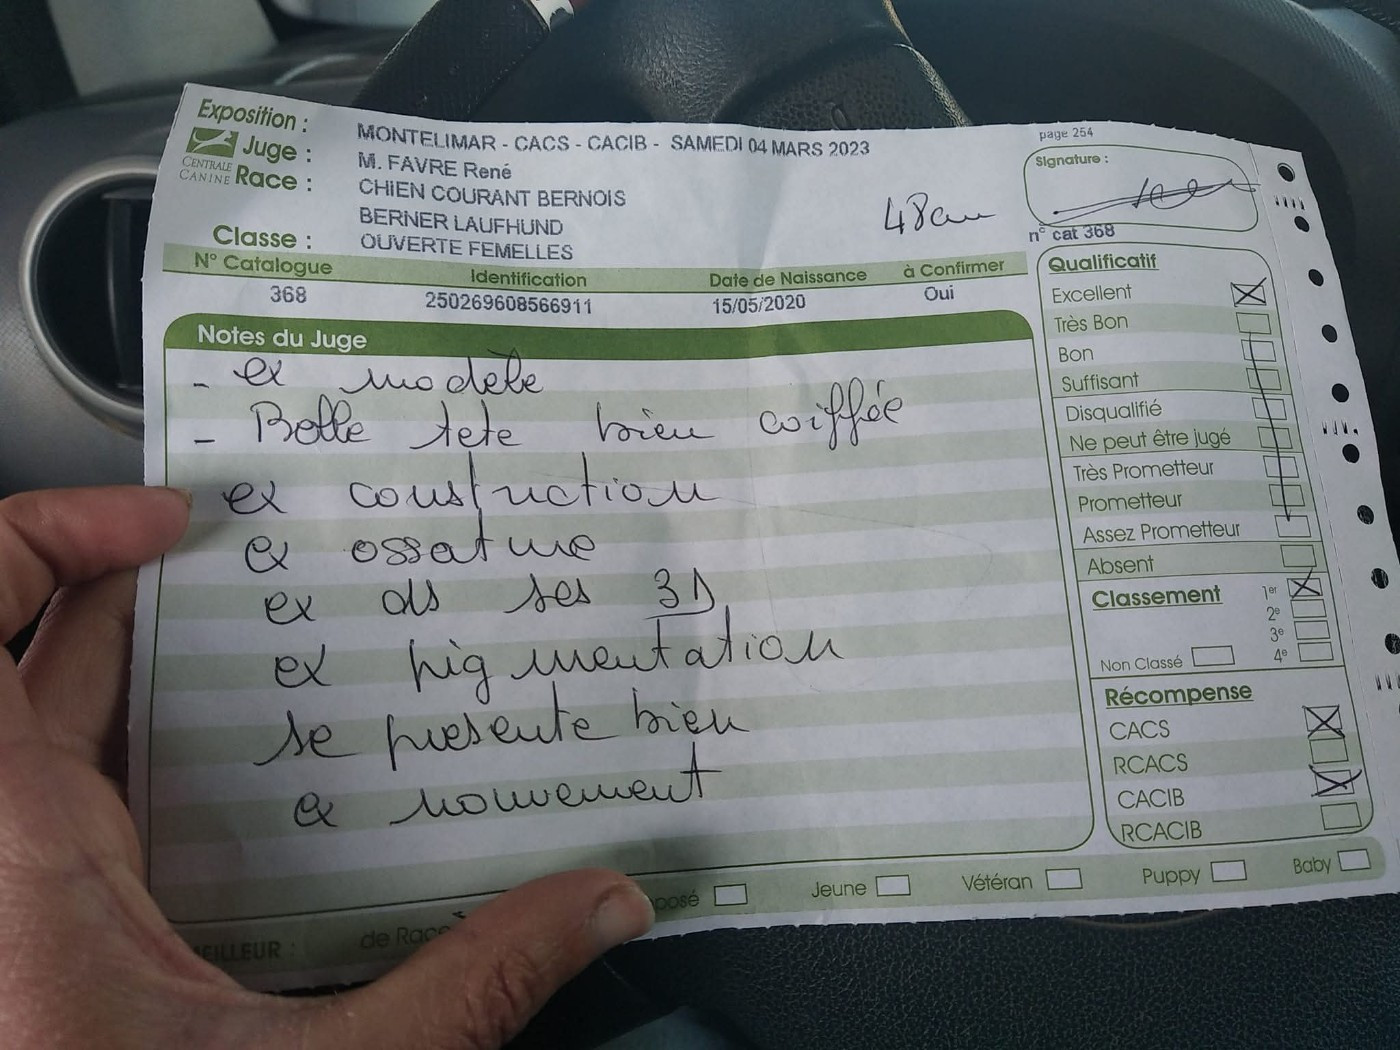 Exposition : MONTELIMAR - CACS - CACIB - SAMEDI 04 MARS 2023
Juge : M. FAVRE René
CENTRALE CANINE
Race : CHIEN COURANT BERNOIS
BERNER LAUFHUND
Classe : OUVERTE FEMELLES
48cm
page 254
Signature :
n° cat 368
N° Catalogue Identification Date de Naissance à Confirmer
368 250269608566911 15/05/2020 Oui
Notes du Juge
- ex modèle
- Belle tete bien coiffée
ex construction
ex ossature
ex ds ses 3D
ex pigmentation
se presente bien
ex mouvement
Qualificatif
Excellent
Très Bon
Bon
Suffisant
Disqualifié
Ne peut être jugé
Très Prometteur
Prometteur
Assez Prometteur
Absent
Classement
1er
2e
3e
4e
Non Classé
Récompense
CACS
RCACS
CACIB
RCACIB
EILLEUR : de Race posé Jeune Vétéran Puppy Baby